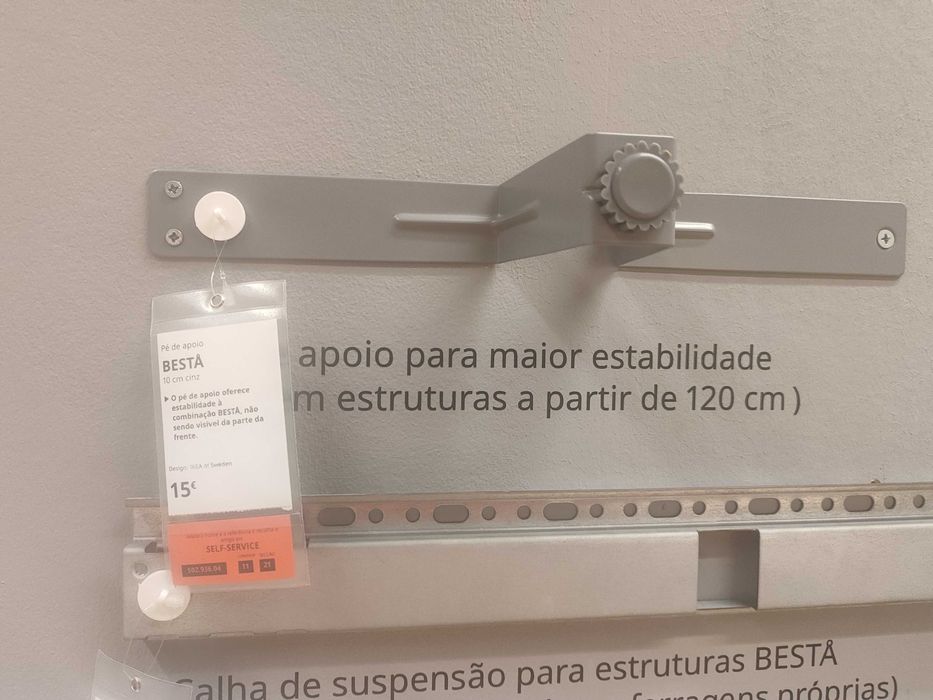 Pé de apoio
BESTÅ
10 cm cinz
O pé de apoio oferece
estabilidade à
combinação BESTÅ, não
sendo visível da parte da
frente.
Design: IKEA of Sweden
15€
SELF-SERVICE
502.936.04 11 21
apoio para maior estabilidade
m estruturas a partir de 120 cm)
Calha de suspensão para estruturas BESTÅ
ferragens próprias)